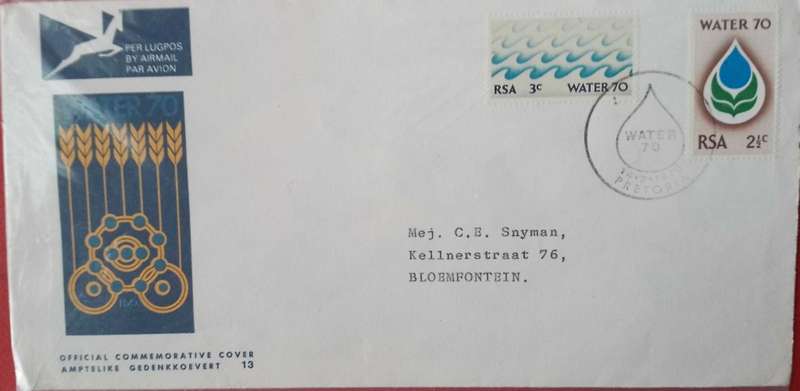 PER LUGPOS
BY AIRMAIL
PAR AVION
WATER 70
RSA 3c WATER 70
WATER 70
RSA 2½c
WATER
70
PRETORIA
Mej. C.E. Snyman,
Kellnerstraat 76,
BLOEMFONTEIN.
OFFICIAL COMMEMORATIVE COVER
AMPTELIKE GEDENKKOEVERT 13